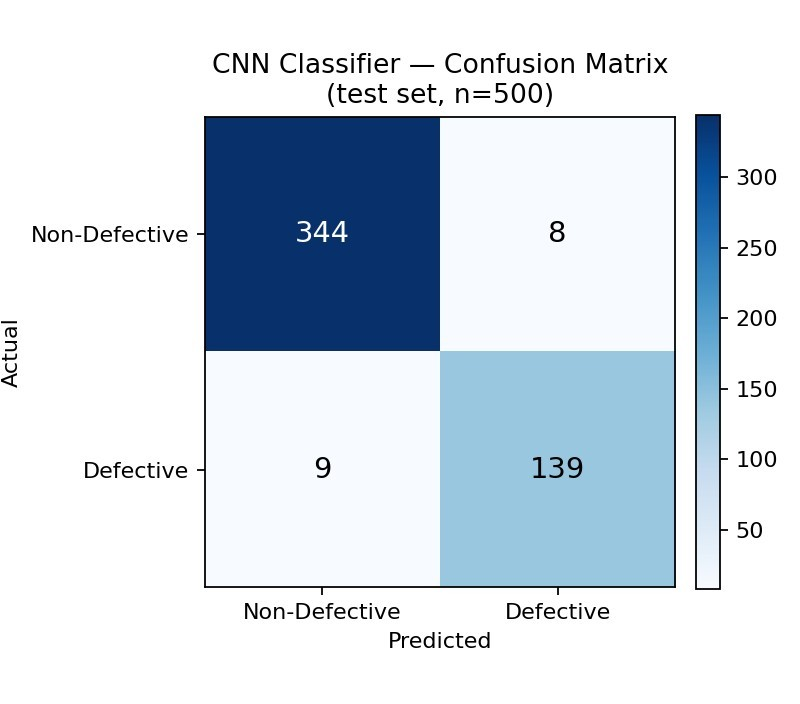 CNN Classifier — Confusion Matrix
(test set, n=500)
Actual
Non-Defective
344
8
Defective
9
139
Non-Defective
Defective
Predicted
300
250
200
150
100
50